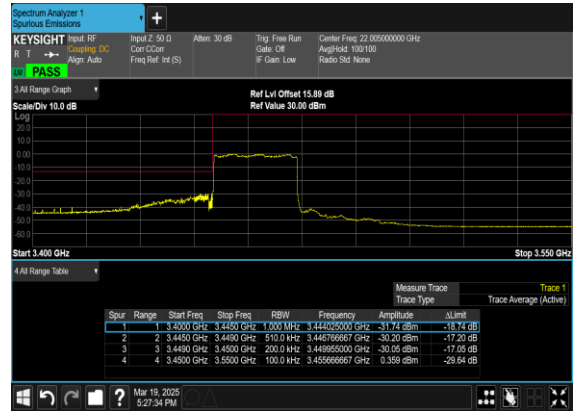 Spectrum Analyzer 1
Spurious Emissions
KEYSIGHT Input: RF Input Z: 50 Ω Atten: 30 dB Trig: Free Run Center Freq: 22.005000000 GHz
R T Coupling: DC Corr CCorr Gate: Off Avg|Hold: 100/100
Align: Auto Freq Ref: Int (S) IF Gain: Low Radio Std: None
LW PASS
3 All Range Graph
Ref Lvl Offset 15.89 dB
Scale/Div 10.0 dB Ref Value 30.00 dBm
Log
20.0
10.0
0.00
-10.0
-20.0
-30.0
-40.0
-50.0
-60.0
Start 3.400 GHz Stop 3.550 GHz
4 All Range Table
Measure Trace Trace 1
Trace Type Trace Average (Active)
Spur Range Start Freq Stop Freq RBW Frequency Amplitude ΔLimit
1 1 3.4000 GHz 3.4450 GHz 1.000 MHz 3.444025000 GHz -31.74 dBm -18.74 dB
2 2 3.4450 GHz 3.4490 GHz 510.0 kHz 3.446766667 GHz -30.20 dBm -17.20 dB
3 3 3.4490 GHz 3.4500 GHz 200.0 kHz 3.449955000 GHz -30.05 dBm -17.05 dB
4 4 3.4500 GHz 3.5500 GHz 100.0 kHz 3.455666667 GHz 0.359 dBm -29.64 dB
? Mar 19, 2025
5:27:34 PM